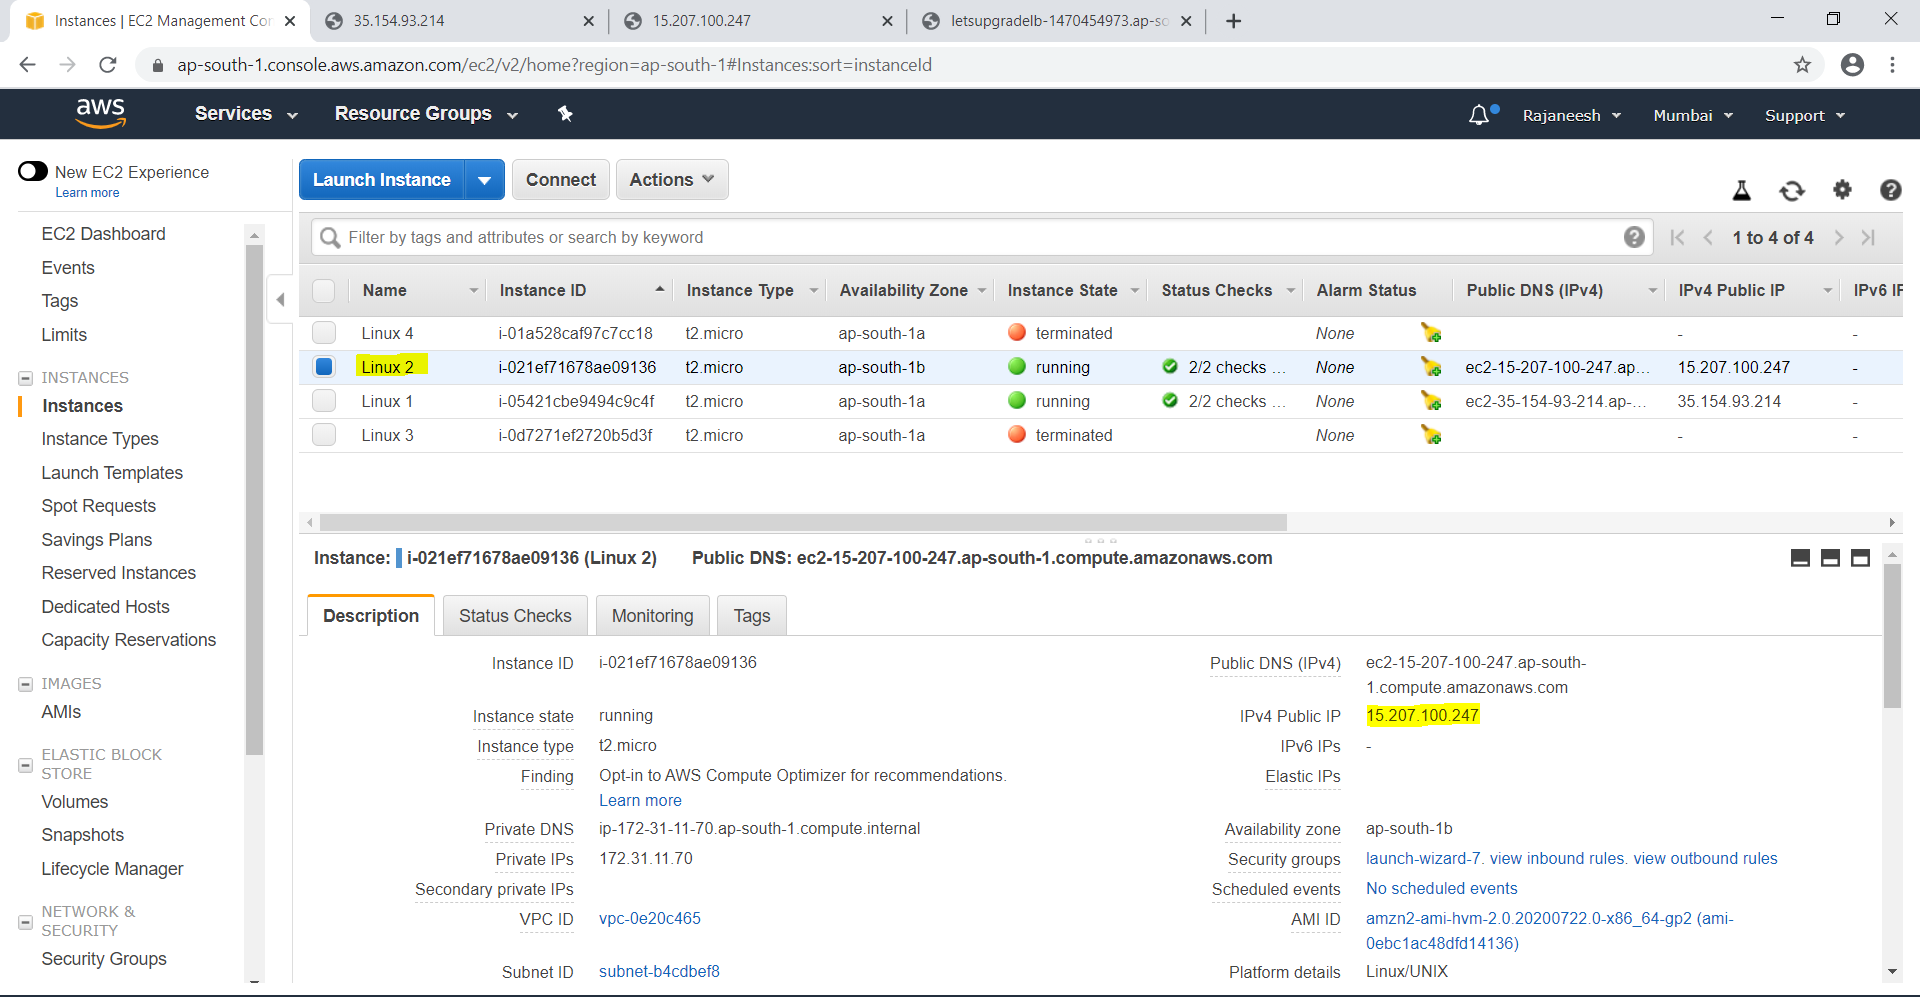 Instances | EC2 Management Con
35.154.93.214
15.207.100.247
letsupgradelb-1470454973.ap-so
ap-south-1.console.aws.amazon.com/ec2/v2/home?region=ap-south-1#Instances:sort=instanceId
aws
Services
Resource Groups
Rajaneesh
Mumbai
Support
New EC2 Experience
Learn more
EC2 Dashboard
Events
Tags
Limits
INSTANCES
Instances
Instance Types
Launch Templates
Spot Requests
Savings Plans
Reserved Instances
Dedicated Hosts
Capacity Reservations
IMAGES
AMIs
ELASTIC BLOCK
STORE
Volumes
Snapshots
Lifecycle Manager
NETWORK &
SECURITY
Security Groups
Launch Instance
Connect
Actions
Filter by tags and attributes or search by keyword
1 to 4 of 4
Name Instance ID Instance Type Availability Zone Instance State Status Checks Alarm Status Public DNS (IPv4) IPv4 Public IP IPv6 IP
Linux 4 i-01a528caf97c7cc18 t2.micro ap-south-1a terminated None - -
Linux 2 i-021ef71678ae09136 t2.micro ap-south-1b running 2/2 checks ... None ec2-15-207-100-247.ap... 15.207.100.247 -
Linux 1 i-05421cbe9494c9c4f t2.micro ap-south-1a running 2/2 checks ... None ec2-35-154-93-214.ap-... 35.154.93.214 -
Linux 3 i-0d7271ef2720b5d3f t2.micro ap-south-1a terminated None - -
Instance: i-021ef71678ae09136 (Linux 2) Public DNS: ec2-15-207-100-247.ap-south-1.compute.amazonaws.com
Description
Status Checks
Monitoring
Tags
Instance ID i-021ef71678ae09136
Instance state running
Instance type t2.micro
Finding Opt-in to AWS Compute Optimizer for recommendations.
Learn more
Private DNS ip-172-31-11-70.ap-south-1.compute.internal
Private IPs 172.31.11.70
Secondary private IPs
VPC ID vpc-0e20c465
Subnet ID subnet-b4cdbef8
Public DNS (IPv4) ec2-15-207-100-247.ap-south-
1.compute.amazonaws.com
IPv4 Public IP 15.207.100.247
IPv6 IPs -
Elastic IPs
Availability zone ap-south-1b
Security groups launch-wizard-7. view inbound rules. view outbound rules
Scheduled events No scheduled events
AMI ID amzn2-ami-hvm-2.0.20200722.0-x86_64-gp2 (ami-
0ebc1ac48dfd14136)
Platform details Linux/UNIX